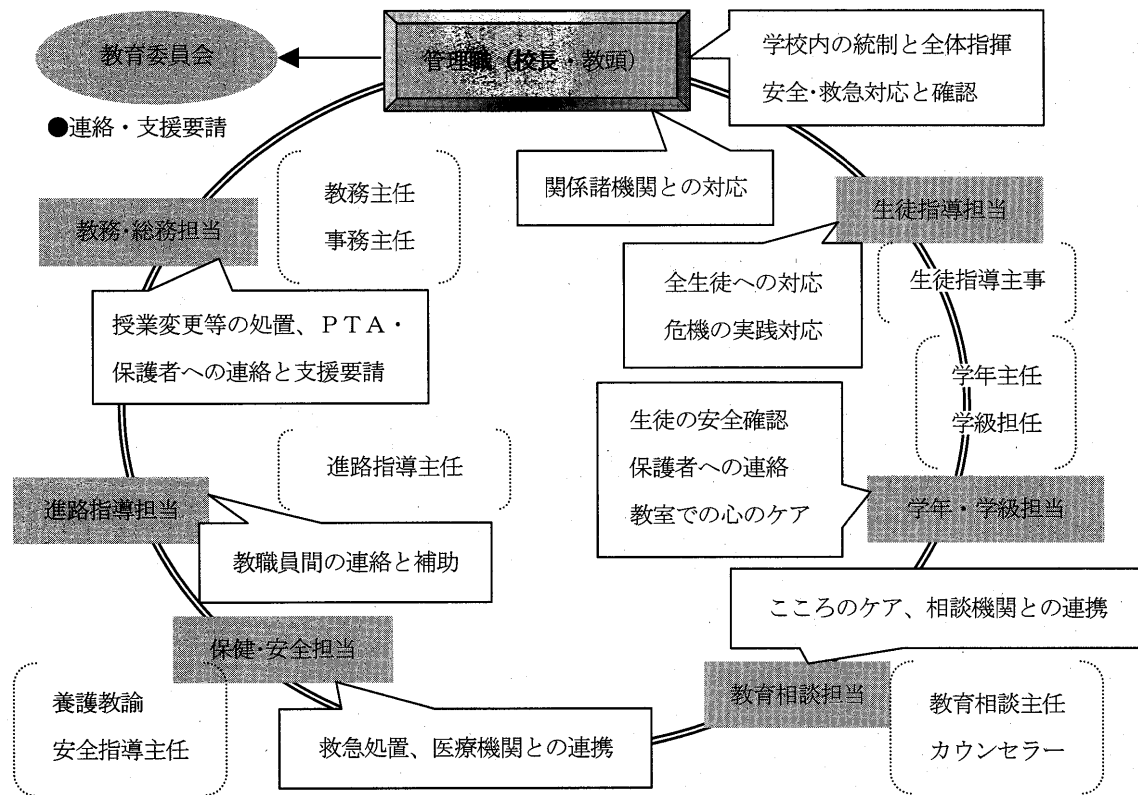 教育委員会
管理職（校長・教頭）
学校内の統制と全体指揮
安全･救急対応と確認
●連絡・支援要請
関係諸機関との対応
教務主任
事務主任
教務･総務担当
生徒指導担当
全生徒への対応
危機の実践対応
生徒指導主事
授業変更等の処置、ＰＴＡ・
保護者への連絡と支援要請
学年主任
学級担任
生徒の安全確認
保護者への連絡
教室での心のケア
進路指導主任
進路指導担当
学年・学級担当
教職員間の連絡と補助
こころのケア、相談機関との連携
保健･安全担当
養護教諭
安全指導主任
教育相談担当
教育相談主任
カウンセラー
救急処置、医療機関との連携